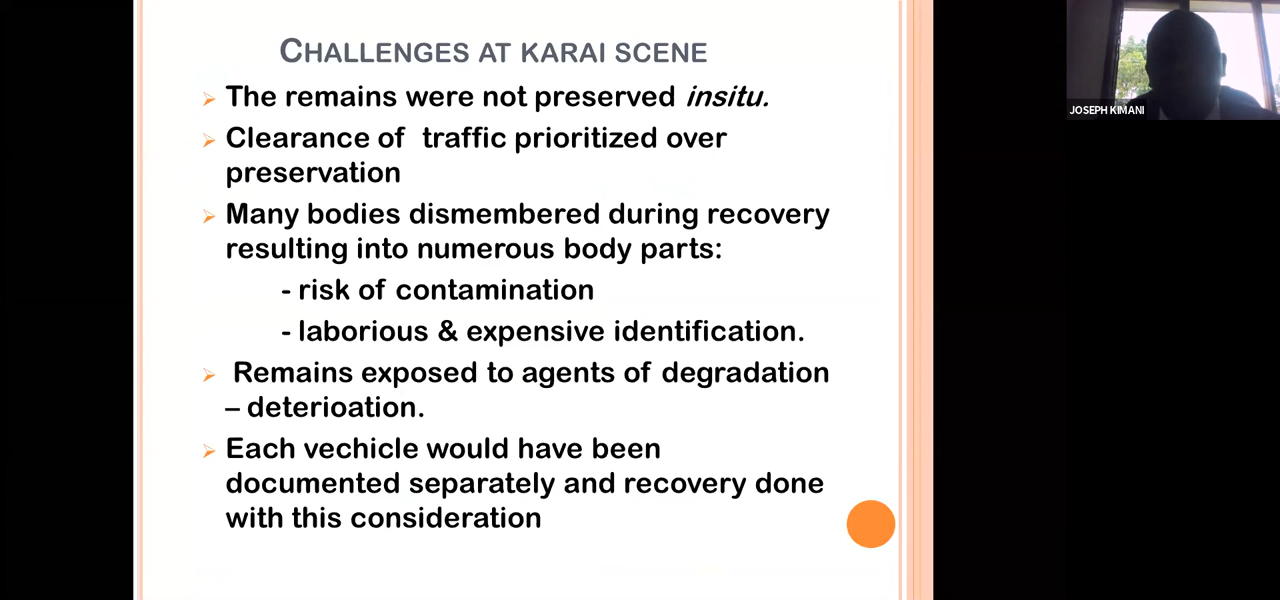 CHALLENGES AT KARAI SCENE
The remains were not preserved insitu.
Clearance of traffic prioritized over
preservation
Many bodies dismembered during recovery
resulting into numerous body parts:
- risk of contamination
- laborious & expensive identification.
Remains exposed to agents of degradation
– deterioation.
Each vechicle would have been
documented separately and recovery done
with this consideration
JOSEPH KIMANI